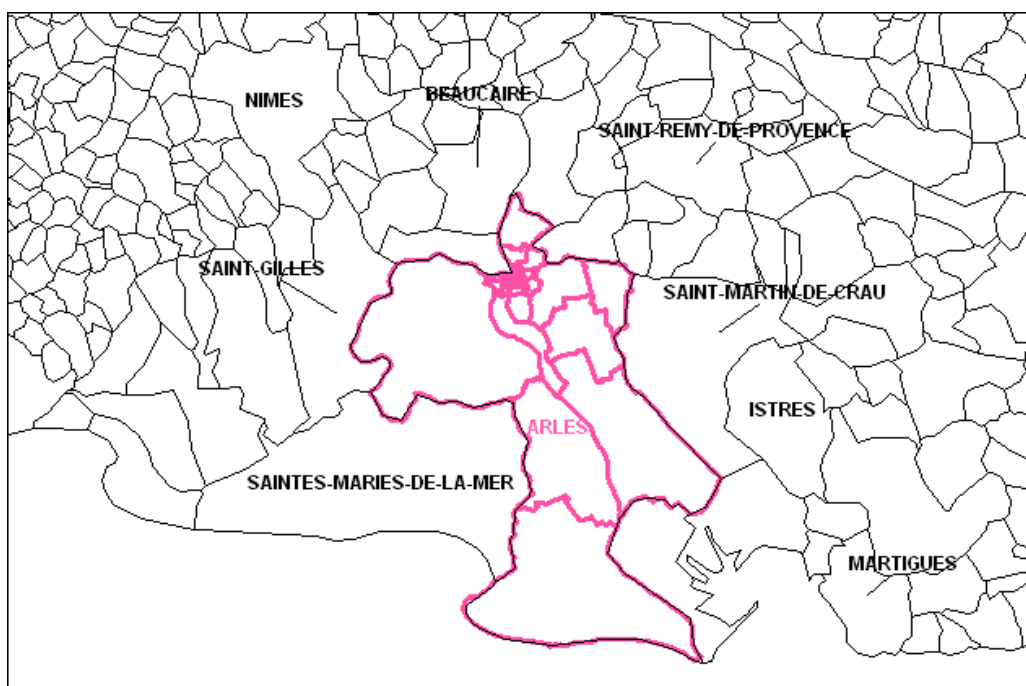 BEAUCAIRE
NIMES
SAINT-REMY-DE-PROVENCE
SAINT-GILLES
SAINT-MARTIN-DE-CRAU
ISTRES
ARLES
SAINTES-MARIES-DE-LA-MER
MARTIGUES